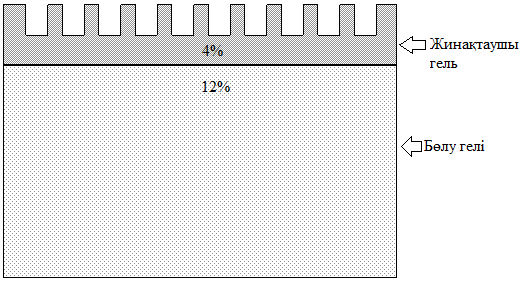 4%
Жинақтаушы
гель
12%
Бөлу гелі